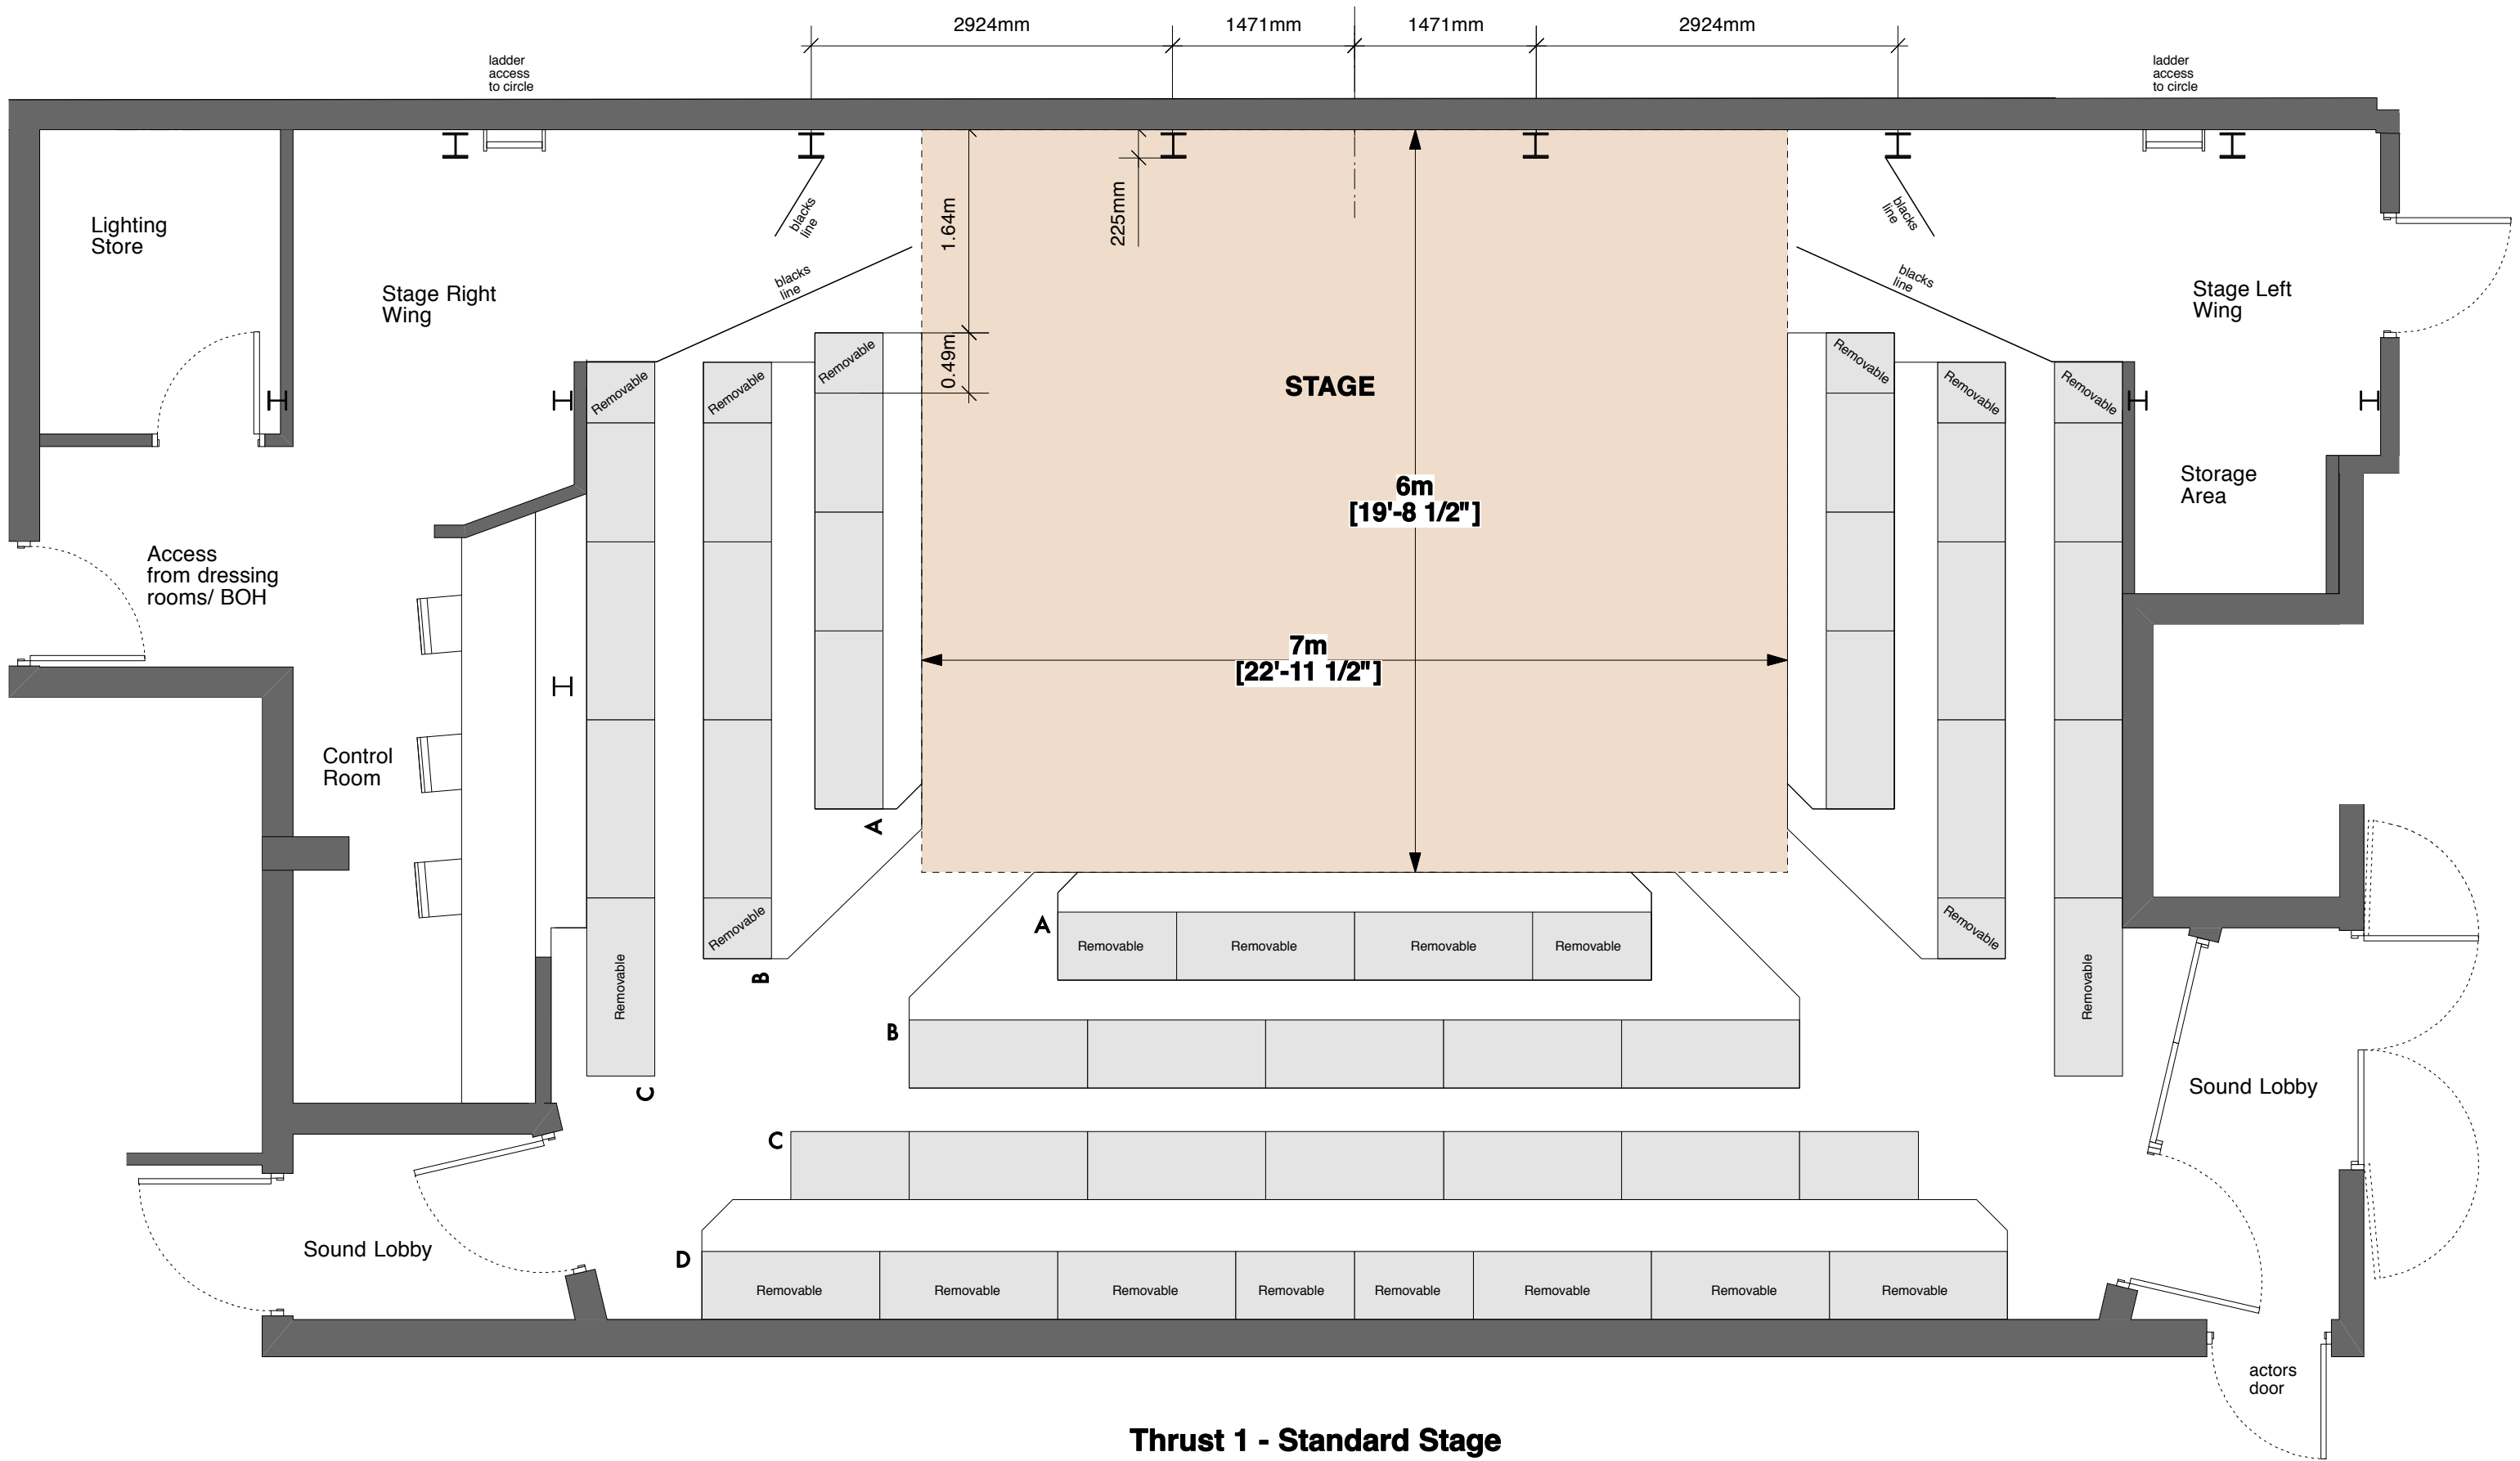 2924mm
1471mm
1471mm
2924mm
ladder
access
to circle
ladder
access
to circle
Lighting
Store
Stage Right
Wing
blacks
line
blacks
line
1.64m
225mm
0.49m
blacks
line
blacks
line
Stage Left
Wing
STAGE
Removable
Removable
Removable
Removable
Removable
Removable
6m
[19'-8 1/2"]
Storage
Area
Access
from dressing
rooms/ BOH
7m
[22'-11 1/2"]
Control
Room
A
B
C
Removable
Removable
A
Removable
Removable
Removable
Removable
Removable
Removable
B
C
Sound Lobby
Sound Lobby
D
Removable
Removable
Removable
Removable
Removable
Removable
Removable
Removable
actors
door
Thrust 1 - Standard Stage